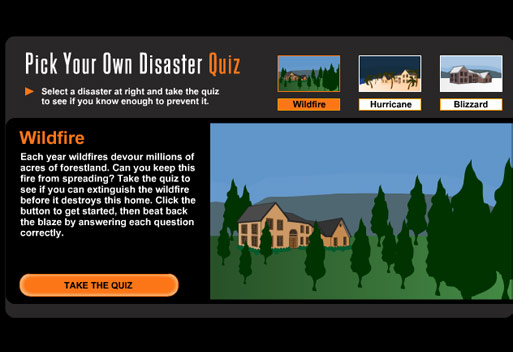 Pick Your Own Disaster Quiz
Select a disaster at right and take the quiz
to see if you know enough to prevent it.
Wildfire
Hurricane
Blizzard
Wildfire
Each year wildfires devour millions of
acres of forestland. Can you keep this
fire from spreading? Take the quiz to
see if you can extinguish the wildfire
before it destroys this home. Click the
button to get started, then beat back
the blaze by answering each question
correctly.
TAKE THE QUIZ